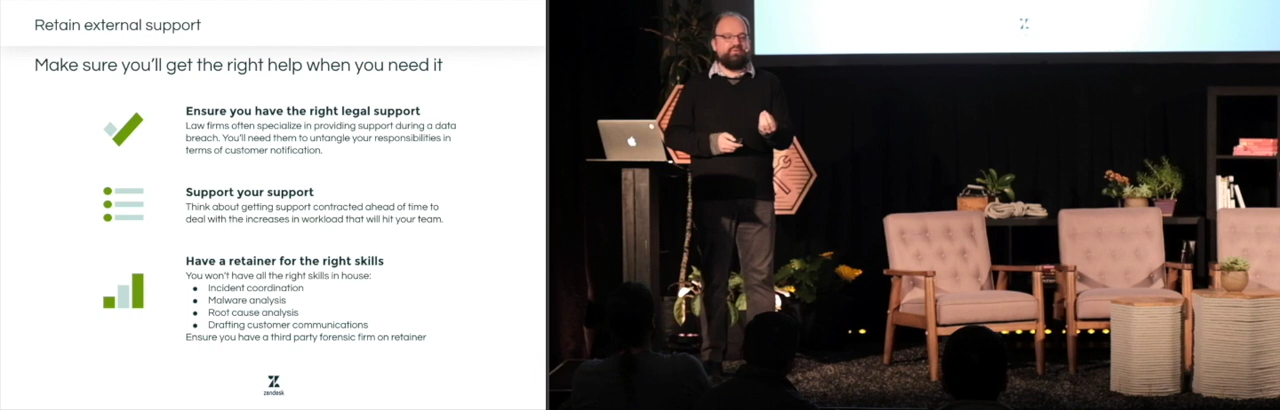 Retain external support
Make sure you'll get the right help when you need it
Ensure you have the right legal support
Law firms often specialize in providing support during a data
breach. You'll need them to untangle your responsibilities in
terms of customer notification.
Support your support
Think about getting support contracted ahead of time to
deal with the increases in workload that will hit your team.
Have a retainer for the right skills
You won't have all the right skills in house:
● Incident coordination
● Malware analysis
● Root cause analysis
● Drafting customer communications
Ensure you have a third party forensic firm on retainer
zendesk